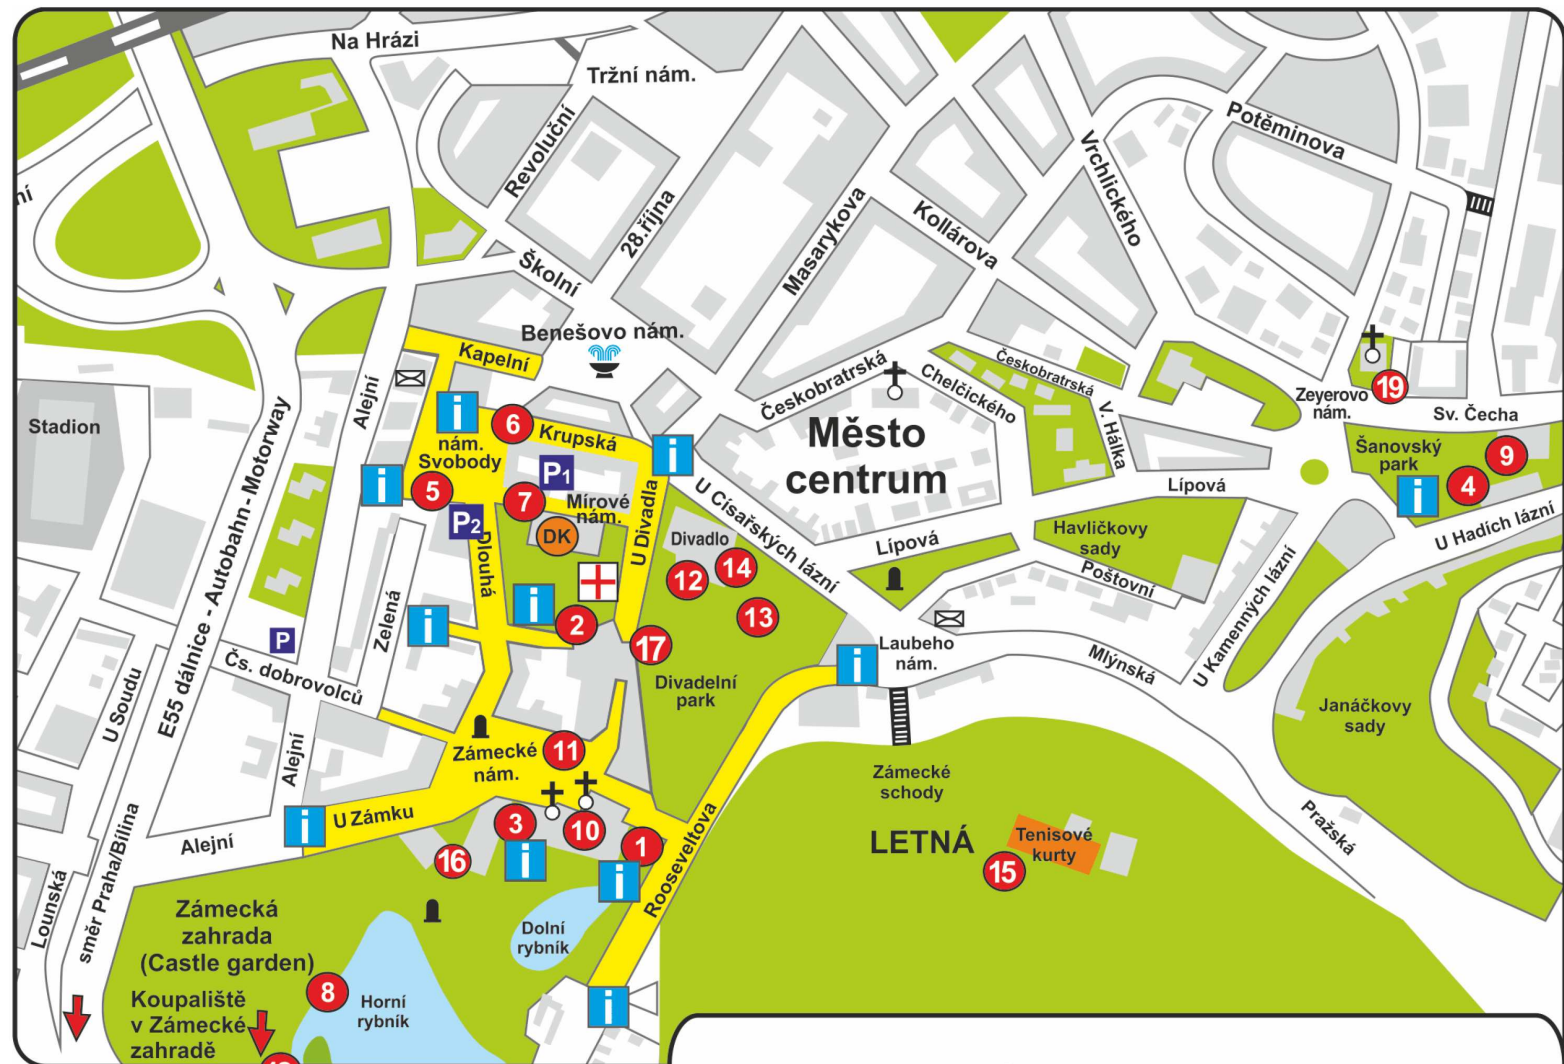 Na Hrázi
Tržní nám.
Revoluční
28.října
Školní
Masarykova
Kollárova
Vrchlického
Potěminova
ní
Benešovo nám.
Kapelní
Českobratrská
Chelčického
Českobratrská
V. Hálka
Zeyerovo
nám.
19
Sv. Čecha
Stadion
Alejní
E55 dálnice - Autobahn - Motorway
i
6
Krupská
nám.
Svobody
i
i
5
P1
7
Mírové
nám.
P2
DK
Dlouhá
U Divadla
U Císařských lázní
Město
centrum
Lípová
Lípová
Šanovský
park
9
4
i
U Hadích lázní
Havlíčkovy
sady
Poštovní
U Kamenných lázní
Divadlo
14
12
13
i
2
17
i
Zelená
P
Čs. dobrovolců
U Soudu
Divadelní
park
i
Laubeho
nám.
Mlýnská
Janáčkovy
sady
Zámecké
nám.
11
Alejní
Zámecké
schody
LETNÁ
Tenisové
kurty
15
Pražská
i
U Zámku
Alejní
3
10
1
16
i
i
Rooseveltova
Lounská
směr Praha/Bílina
Zámecká
zahrada
(Castle garden)
8
Dolní
rybník
Horní
rybník
i
Koupaliště
v Zámecké
zahradě